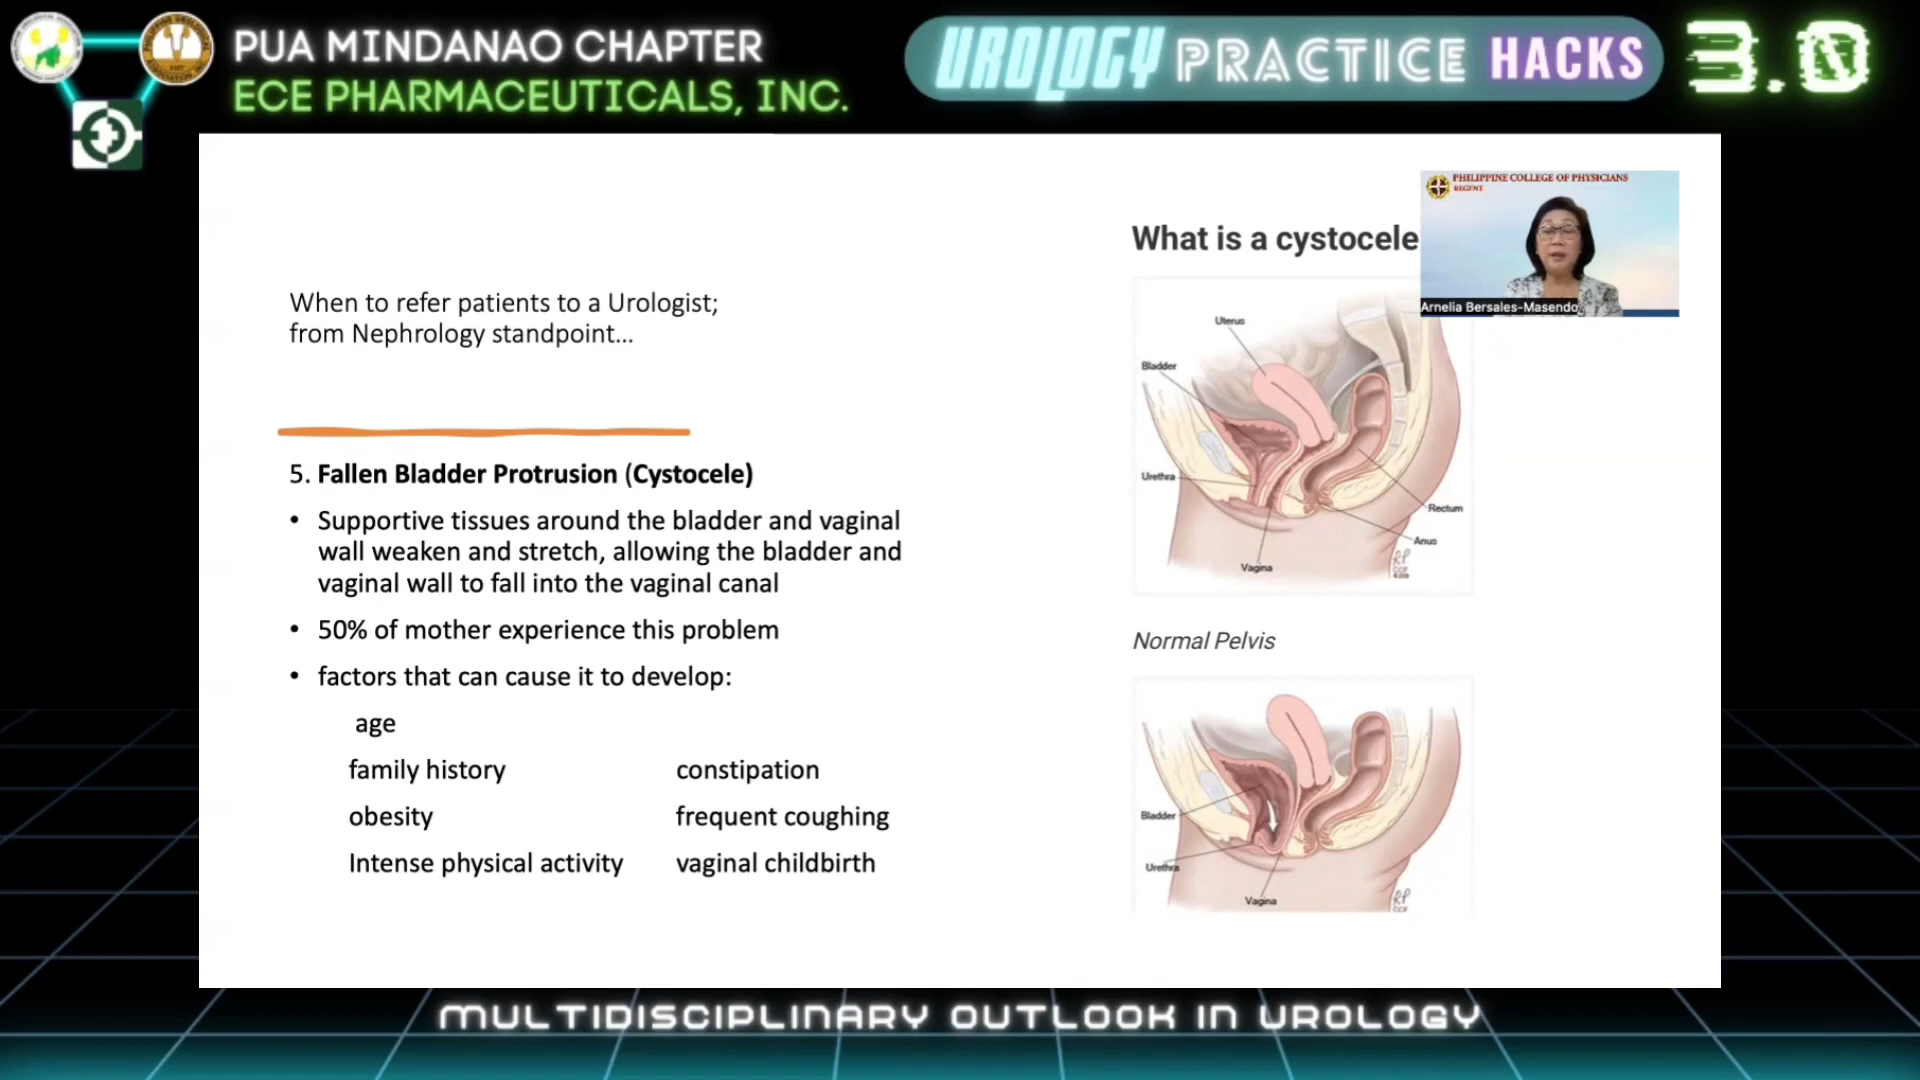 PUA MINDANAO CHAPTER
ECE PHARMACEUTICALS, INC.
UROLOGY PRACTICE HACKS 3.0
PHILIPPINE COLLEGE OF PHYSICIANS
REGENT
Arnelia Bersales-Masendo
When to refer patients to a Urologist;
from Nephrology standpoint...
5. Fallen Bladder Protrusion (Cystocele)
• Supportive tissues around the bladder and vaginal
wall weaken and stretch, allowing the bladder and
vaginal wall to fall into the vaginal canal
• 50% of mother experience this problem
• factors that can cause it to develop:
age
family history constipation
obesity frequent coughing
Intense physical activity vaginal childbirth
What is a cystocele
Uterus
Bladder
Urethra
Rectum
Anus
Vagina
Normal Pelvis
Bladder
Urethra
Vagina
MULTIDISCIPLINARY OUTLOOK IN UROLOGY